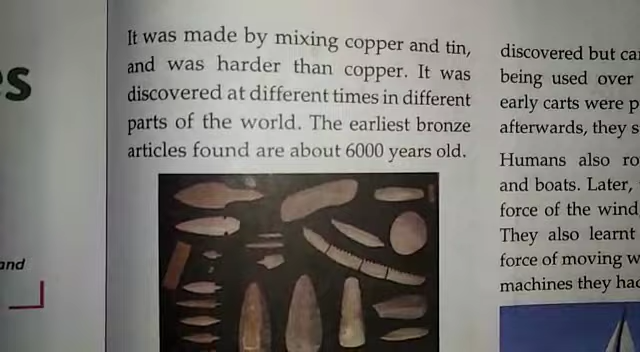 It was made by mixing copper and tin,
and was harder than copper. It was
discovered at different times in different
parts of the world. The earliest bronze
articles found are about 6000 years old.
discovered but
being used over
early carts were
afterwards, they
Humans also
and boats. Later,
force of the wind
They also learnt
force of moving
machines they